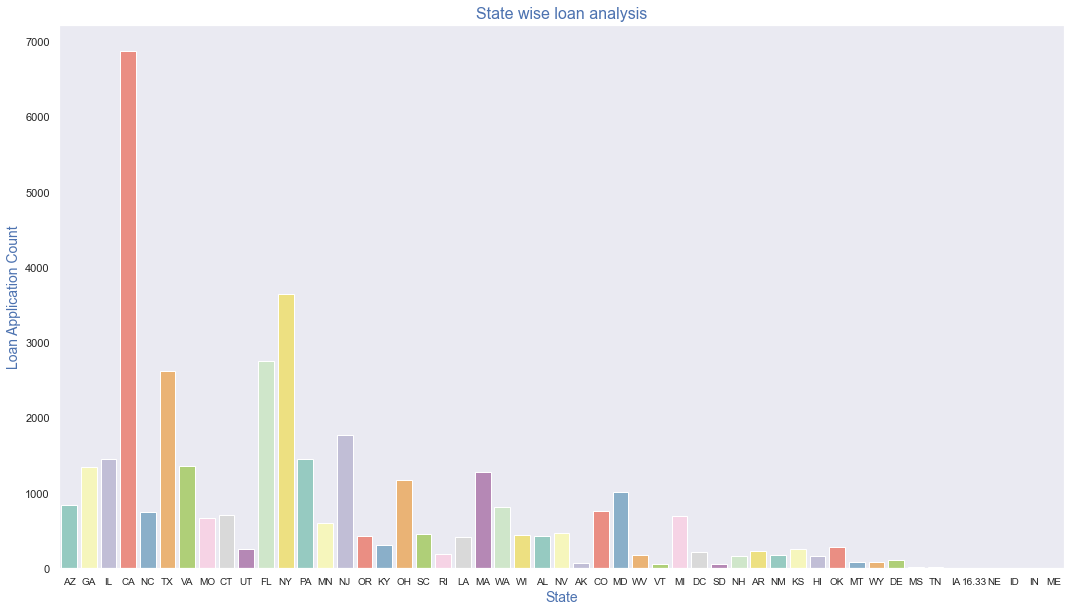 State wise loan analysis
7000
6000
5000
4000
3000
2000
1000
0
Loan Application Count
AZ GA IL CA NC TX VA MO CT UT FL NY PA MN NJ OR KY OH SC RI LA MA WA WI AL NV AK CO MD WV VT MI DC SD NH AR NM KS HI OK MT WY DE MS TN IA 16.33 NE ID IN ME
State